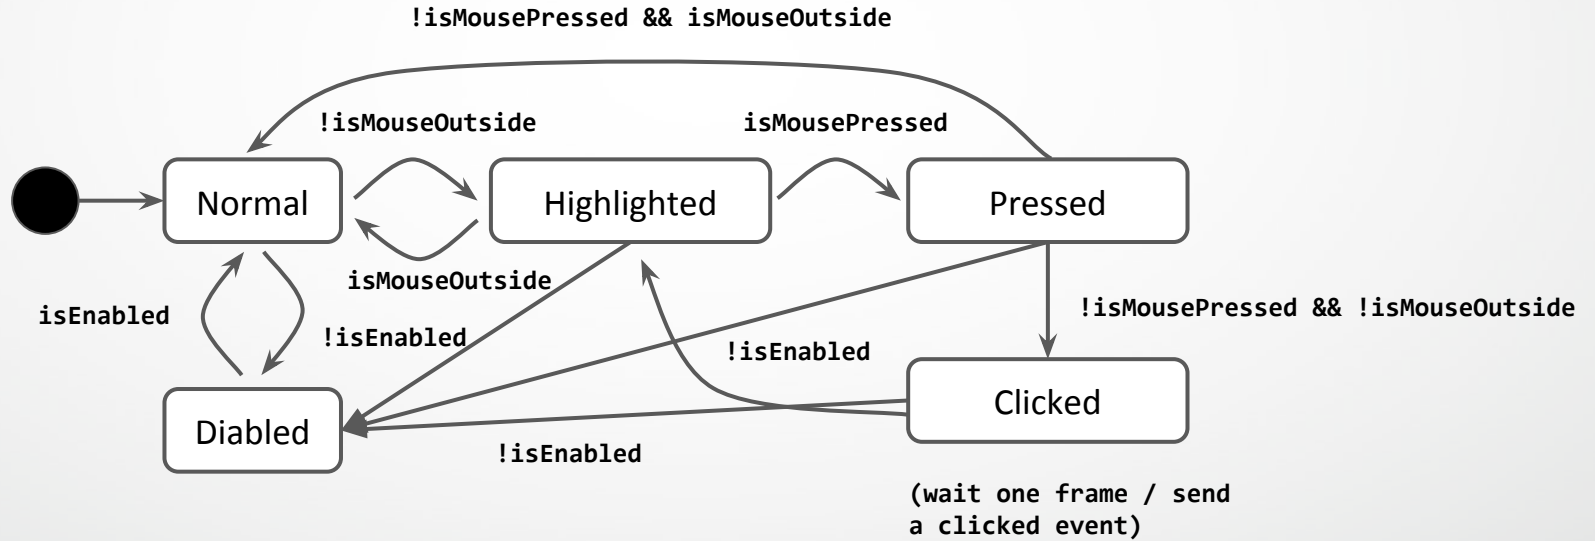 !isMousePressed && isMouseOutside
!isMouseOutside
isMousePressed
Normal
Highlighted
Pressed
isMouseOutside
isEnabled
!isEnabled
!isEnabled
!isMousePressed && !isMouseOutside
Diabled
Clicked
!isEnabled
(wait one frame / send
a clicked event)